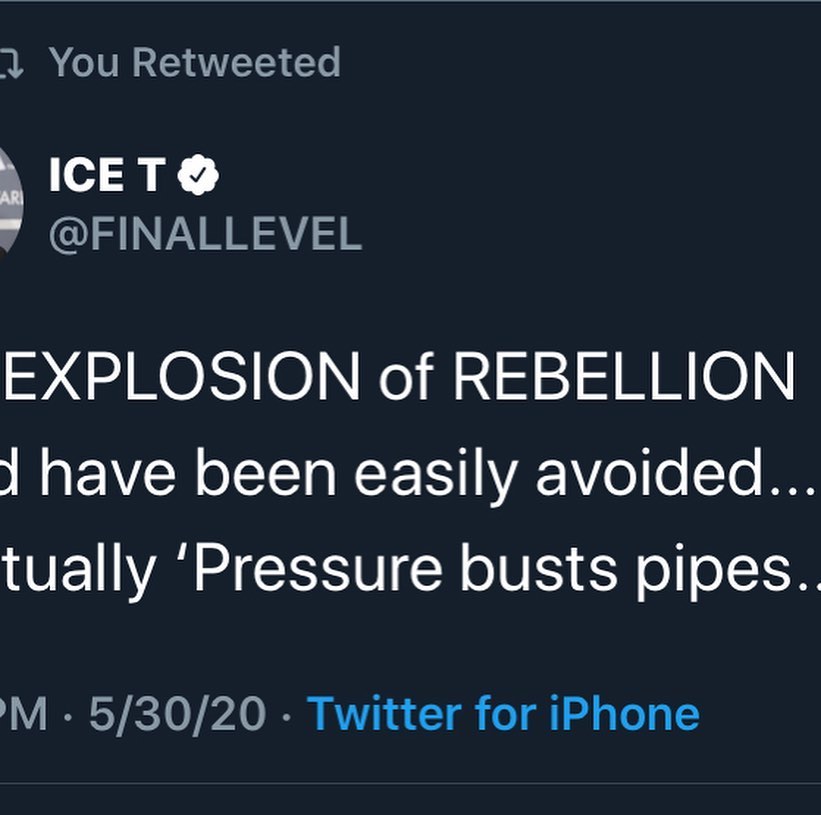 You Retweeted
ICE T
@FINALLEVEL
EXPLOSION of REBELLION
have been easily avoided...
‘Pressure busts pipes..
PM · 5/30/20 · Twitter for iPhone